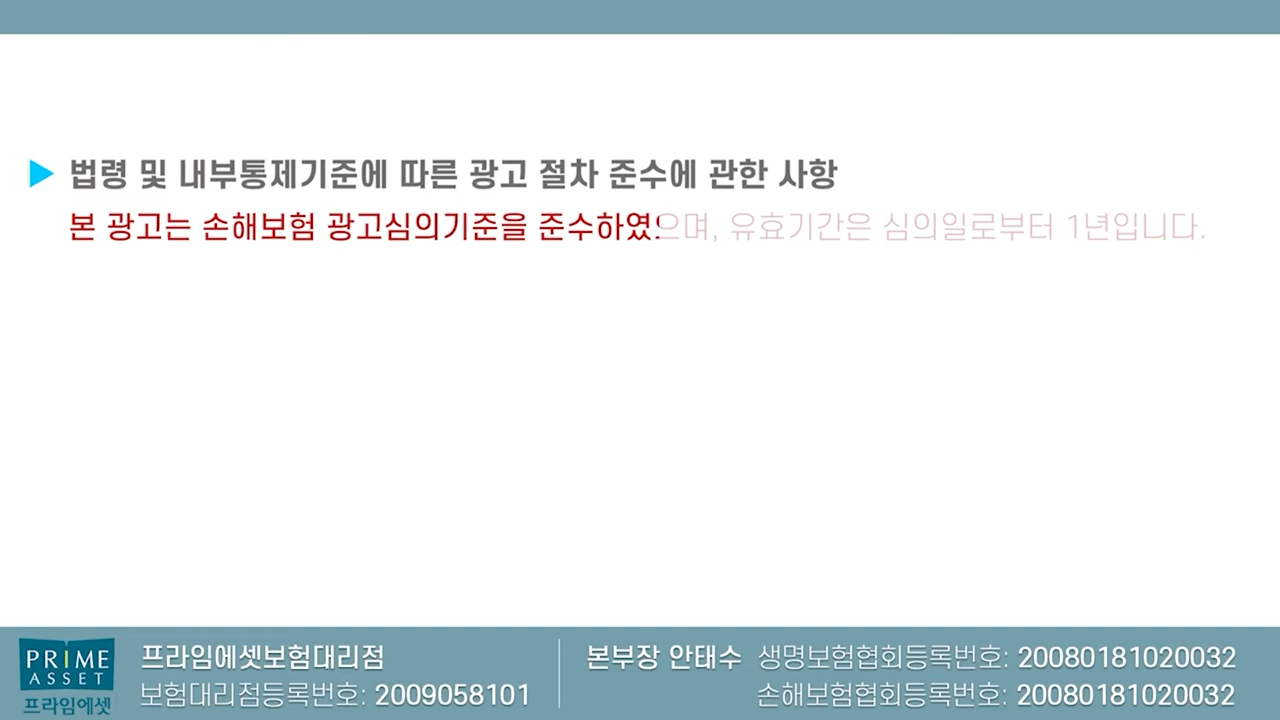 ▶ 법령 및 내부통제기준에 따른 광고 절차 준수에 관한 사항
본 광고는 손해보험 광고심의기준을 준수하였으며, 유효기간은 심의일로부터 1년입니다.
PRIME
ASSET
프라임에셋
프라임에셋보험대리점
보험대리점등록번호: 2009058101
본부장 안태수 생명보험협회등록번호: 20080181020032
손해보험협회등록번호: 20080181020032